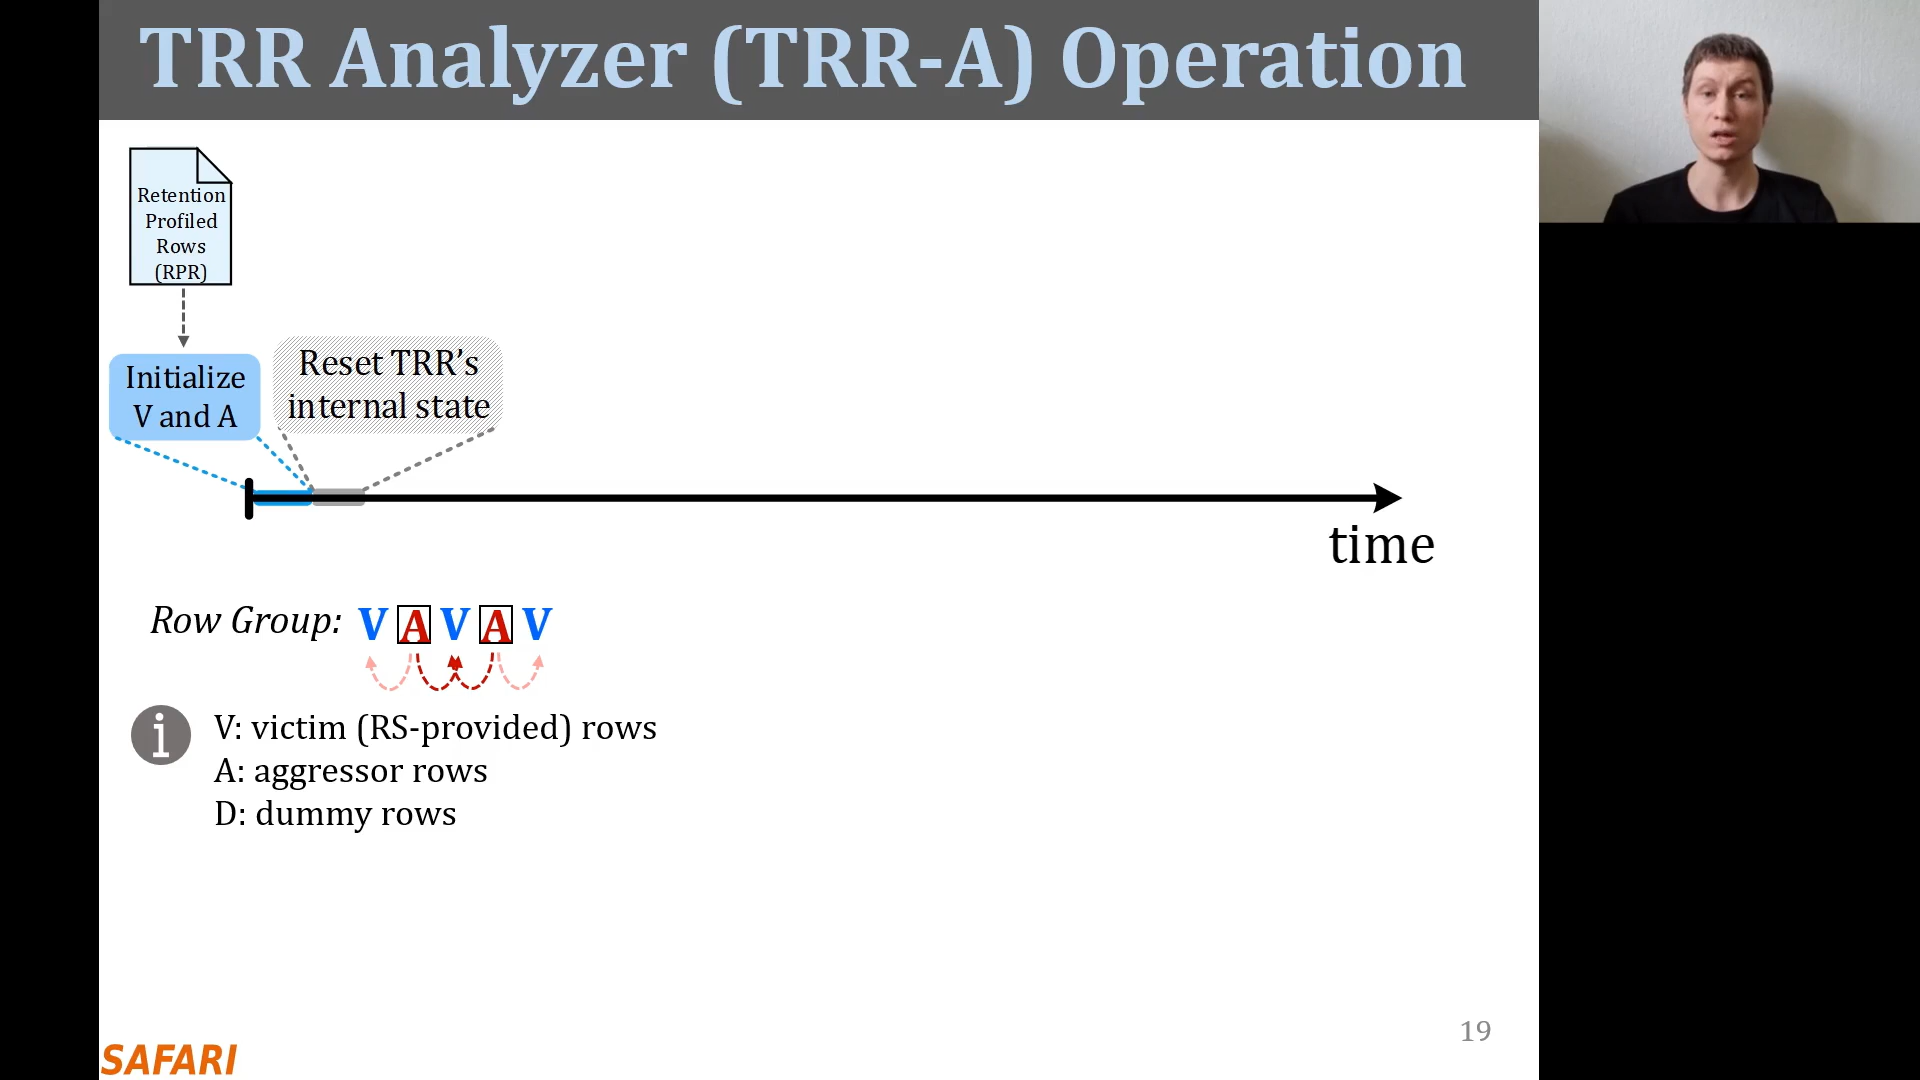 TRR Analyzer (TRR-A) Operation
Retention
Profiled
Rows
(RPR)
Initialize
V and A
Reset TRR’s
internal state
time
Row Group: V A V A V
i
V: victim (RS-provided) rows
A: aggressor rows
D: dummy rows
19
SAFARI